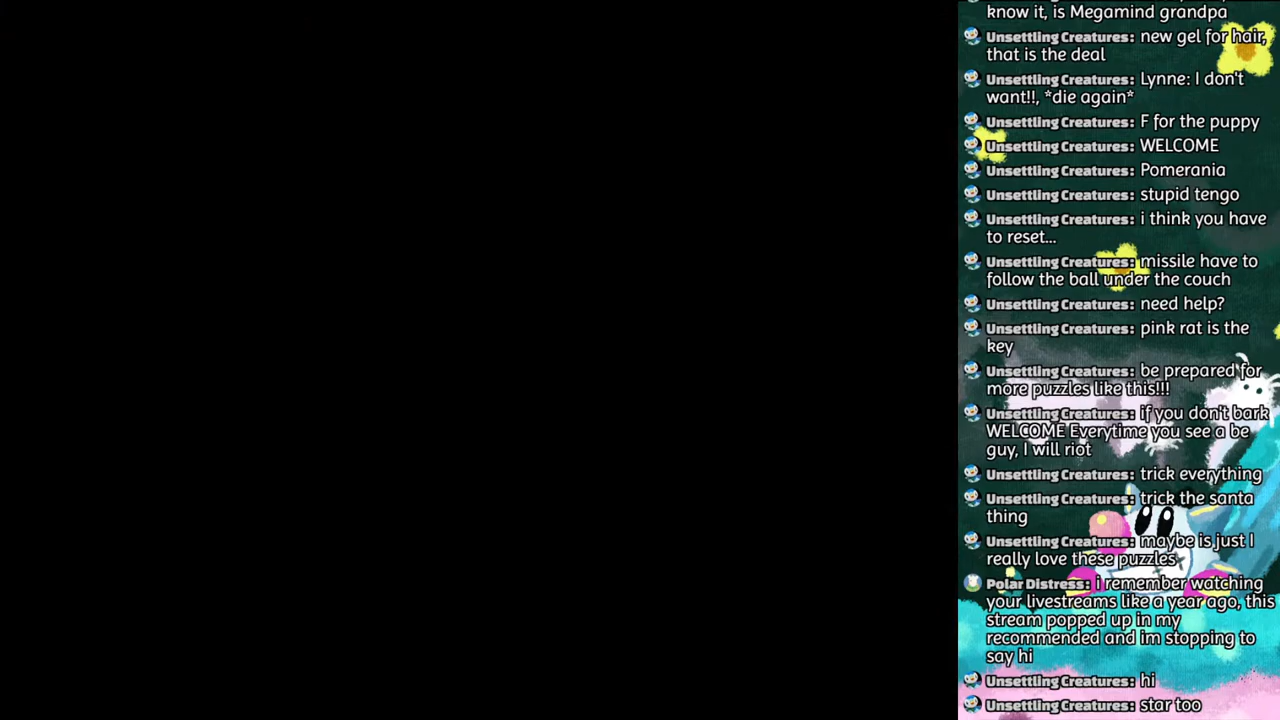 know it, is Megamind grandpa
Unsettling Creatures: new gel for hair,
that is the deal
Unsettling Creatures: Lynne: I don't
want!!, *die again*
Unsettling Creatures: F for the puppy
Unsettling Creatures: WELCOME
Unsettling Creatures: Pomerania
Unsettling Creatures: stupid tengo
Unsettling Creatures: i think you have
to reset...
Unsettling Creatures: missile have to
follow the ball under the couch
Unsettling Creatures: need help?
Unsettling Creatures: pink rat is the
key
Unsettling Creatures: be prepared for
more puzzles like this!!!
Unsettling Creatures: if you don't bark
WELCOME Everytime you see a be
guy, I will riot
Unsettling Creatures: trick everything
Unsettling Creatures: trick the santa
thing
Unsettling Creatures: maybe is just I
really love these puzzles
Polar Distress: i remember watching
your livestreams like a year ago, this
stream popped up in my
recommended and im stopping to
say hi
Unsettling Creatures: hi
Unsettling Creatures: star too